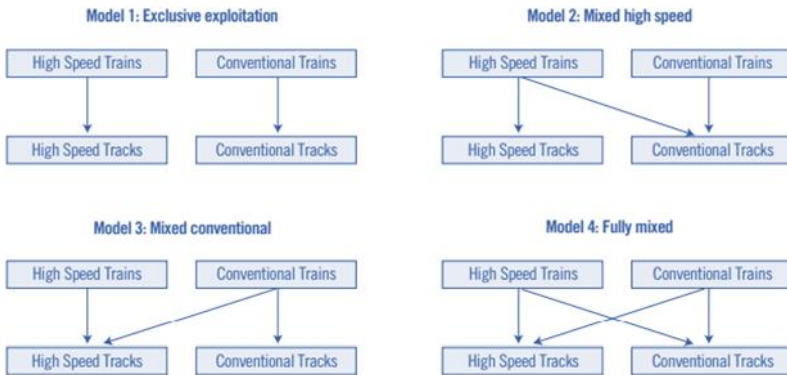 Model 1: Exclusive exploitation
High Speed Trains
Conventional Trains
High Speed Tracks
Conventional Tracks
Model 2: Mixed high speed
High Speed Trains
Conventional Trains
High Speed Tracks
Conventional Tracks
Model 3: Mixed conventional
High Speed Trains
Conventional Trains
High Speed Tracks
Conventional Tracks
Model 4: Fully mixed
High Speed Trains
Conventional Trains
High Speed Tracks
Conventional Tracks